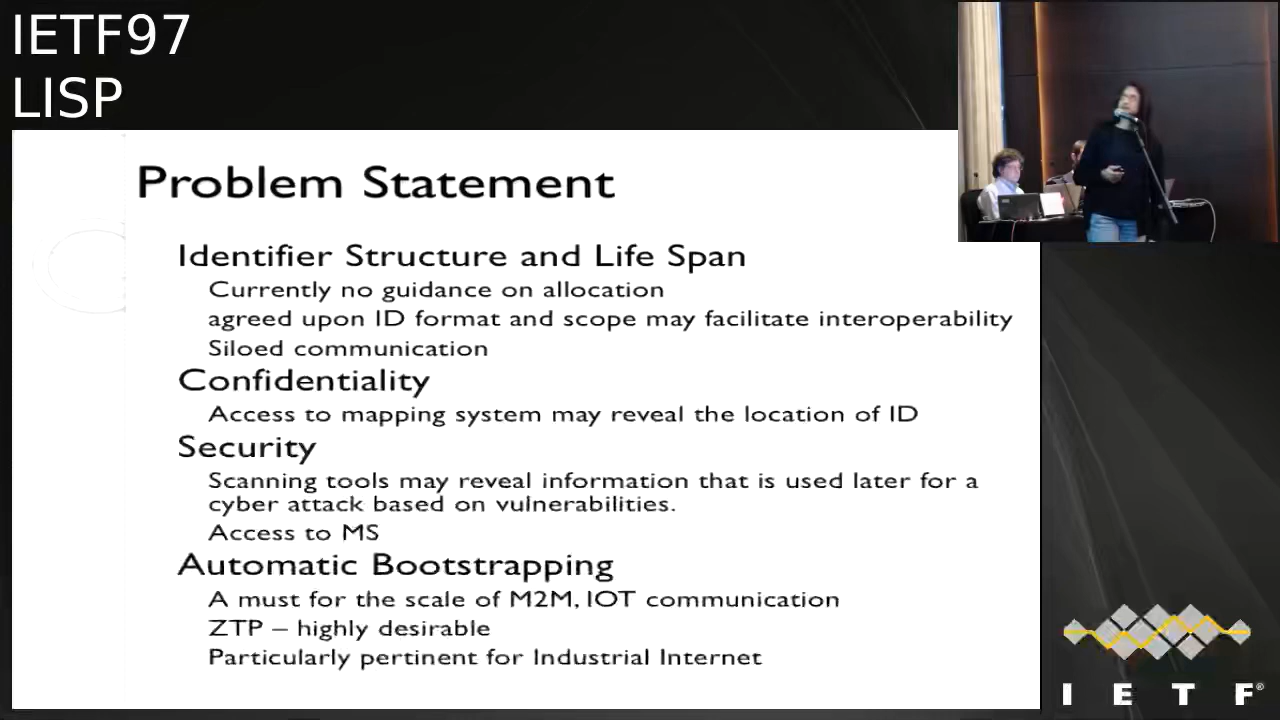 IETF97
LISP
Problem Statement
Identifier Structure and Life Span
Currently no guidance on allocation
agreed upon ID format and scope may facilitate interoperability
Siloed communication
Confidentiality
Access to mapping system may reveal the location of ID
Security
Scanning tools may reveal information that is used later for a
cyber attack based on vulnerabilities.
Access to MS
Automatic Bootstrapping
A must for the scale of M2M, IOT communication
ZTP – highly desirable
Particularly pertinent for Industrial Internet
I E T F®